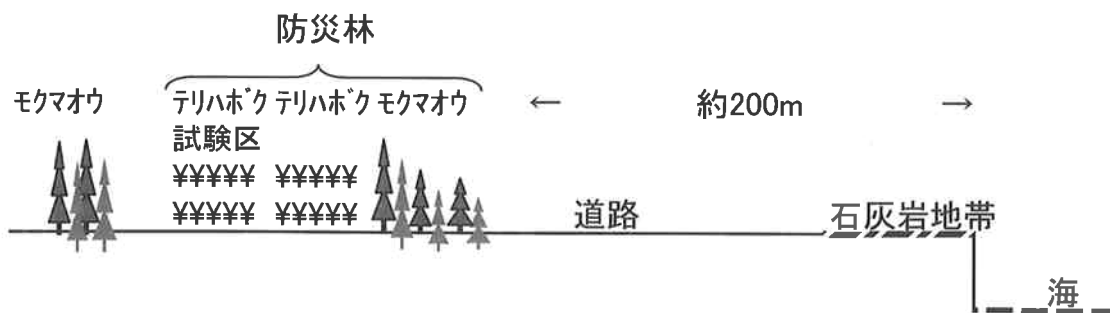 防災林
モクマオウ テリハボク テリハボク モクマオウ ← 約200m →
試験区
¥¥¥¥¥ ¥¥¥¥¥
¥¥¥¥¥ ¥¥¥¥¥
道路 石灰岩地帯
海